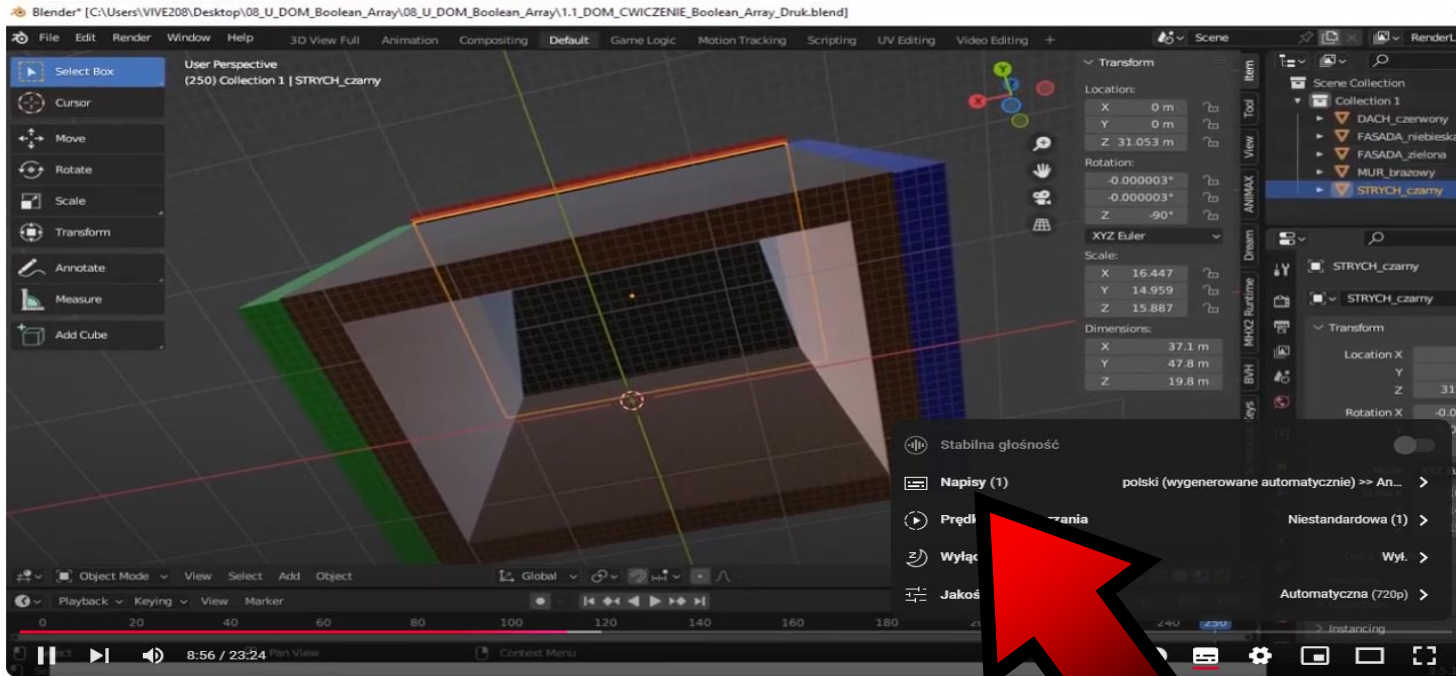 Blender* [C:\Users\VIVE208\Desktop\08_U_DOM_Boolean_Array\08_U_DOM_Boolean_Array\1.1_DOM_CWICZENIE_Boolean_Array_Druk.blend]
File Edit Render Window Help 3D View Full Animation Compositing Default Game Logic Motion Tracking Scripting UV Editing Video Editing + Scene RenderL
Select Box
Cursor
Move
Rotate
Scale
Transform
Annotate
Measure
Add Cube
User Perspective
(250) Collection 1 | STRYCH_czarny
Y
X
Transform
Location:
X 0 m
Y 0 m
Z 31.053 m
Rotation:
-0.000003°
-0.000003°
Z -90°
XYZ Euler
Scale:
X 16.447
Y 14.959
Z 15.887
Dimensions:
X 37.1 m
Y 47.8 m
Z 19.8 m
Item
Tool
View
ANIMAX
Dream
MHX2 Runtime
BVH
Keys
Scene Collection
Collection 1
DACH_czerwony
FASADA_niebieska
FASADA_zielona
MUR_brazowy
STRYCH_czarny
STRYCH_czarny
STRYCH_czarny
Transform
Location X
Y
Z 31
Rotation X -0.0
Stabilna głośność
Napisy (1) polski (wygenerowane automatycznie) >> An...
Niestandardowa (1)
Wył.
Automatyczna (720p)
Object Mode View Select Add Object Global
Playback Keying View Marker
0 20 40 60 80 100 120 140 160 180 240 250
Instancing
8:56 / 23:24 Pan View Context Menu